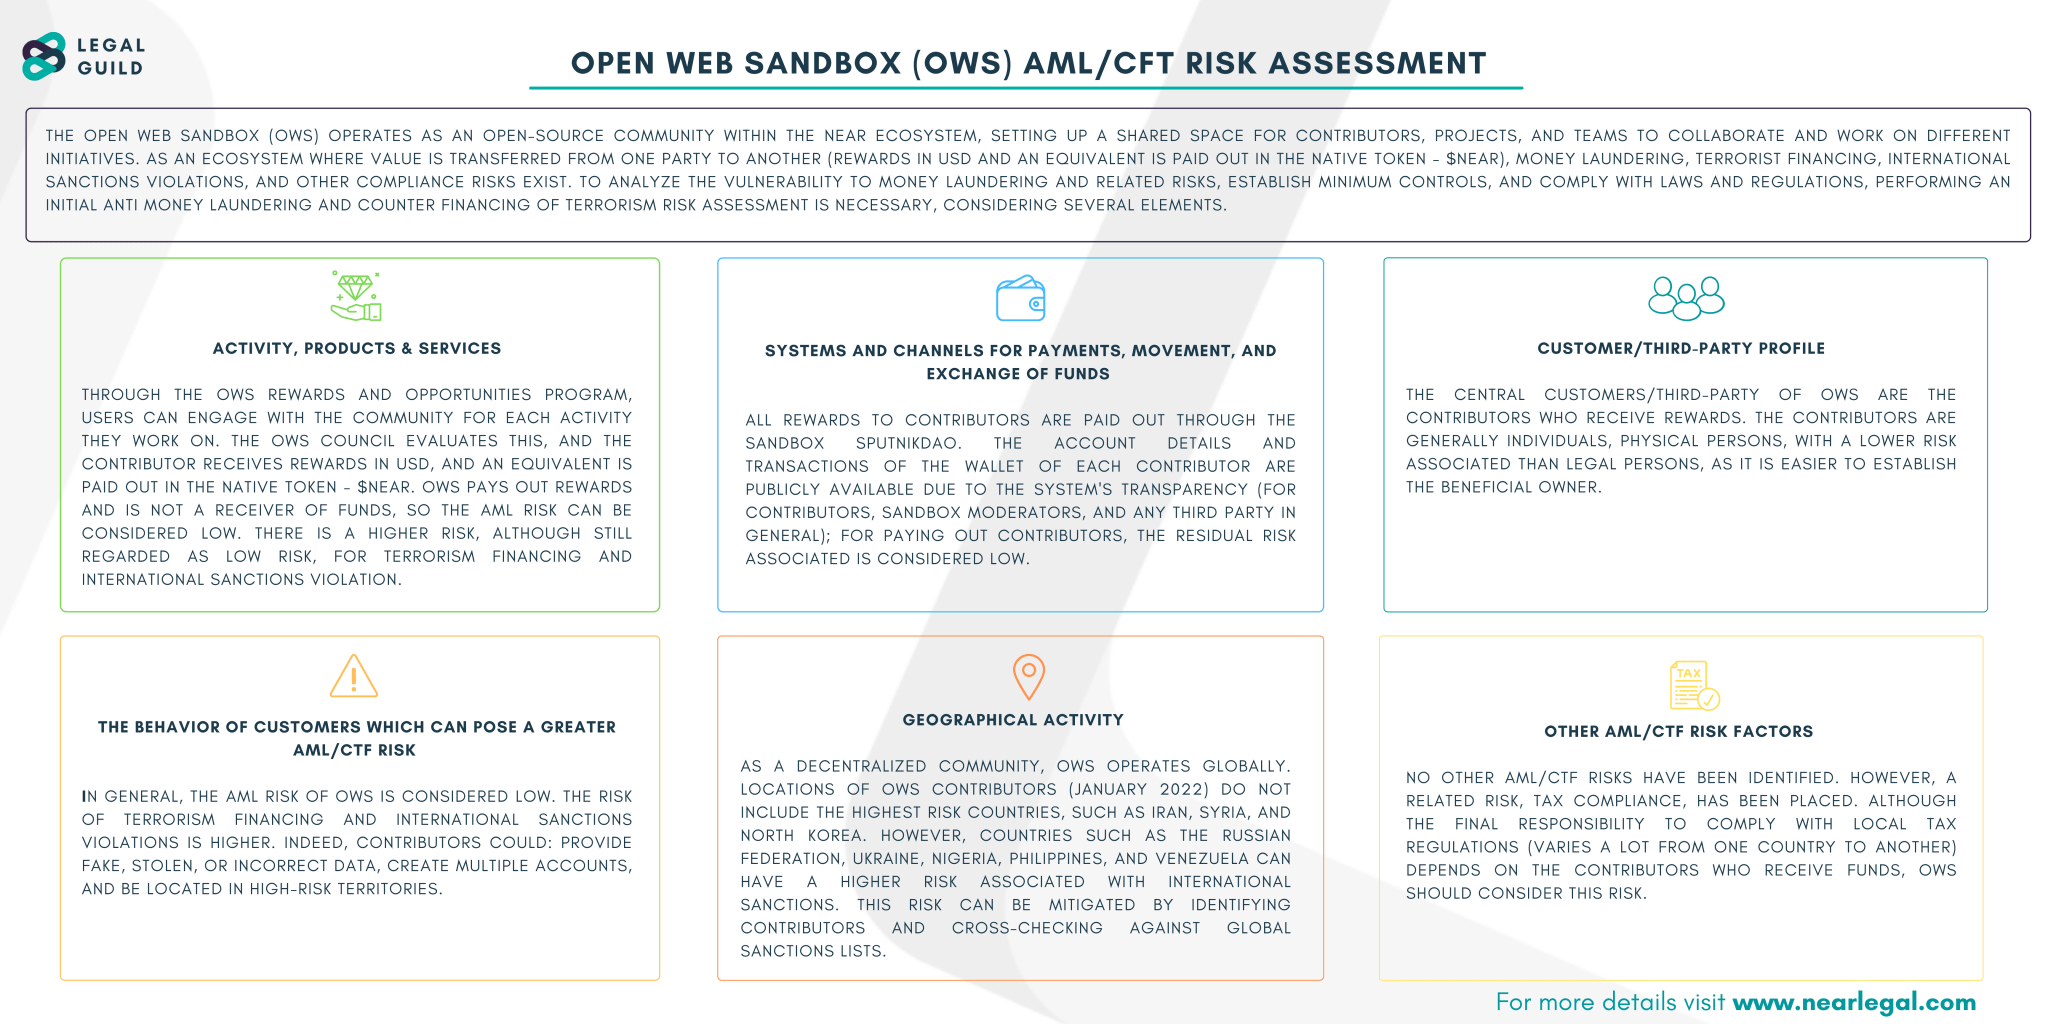 LEGAL
GUILD
OPEN WEB SANDBOX (OWS) AML/CFT RISK ASSESSMENT
THE OPEN WEB SANDBOX (OWS) OPERATES AS AN OPEN-SOURCE COMMUNITY WITHIN THE NEAR ECOSYSTEM, SETTING UP A SHARED SPACE FOR CONTRIBUTORS, PROJECTS, AND TEAMS TO COLLABORATE AND WORK ON DIFFERENT
INITIATIVES. AS AN ECOSYSTEM WHERE VALUE IS TRANSFERRED FROM ONE PARTY TO ANOTHER (REWARDS IN USD AND AN EQUIVALENT IS PAID OUT IN THE NATIVE TOKEN - $NEAR), MONEY LAUNDERING, TERRORIST FINANCING, INTERNATIONAL
SANCTIONS VIOLATIONS, AND OTHER COMPLIANCE RISKS EXIST. TO ANALYZE THE VULNERABILITY TO MONEY LAUNDERING AND RELATED RISKS, ESTABLISH MINIMUM CONTROLS, AND COMPLY WITH LAWS AND REGULATIONS, PERFORMING AN
INITIAL ANTI MONEY LAUNDERING AND COUNTER FINANCING OF TERRORISM RISK ASSESSMENT IS NECESSARY, CONSIDERING SEVERAL ELEMENTS.
ACTIVITY, PRODUCTS & SERVICES
THROUGH THE OWS REWARDS AND OPPORTUNITIES PROGRAM,
USERS CAN ENGAGE WITH THE COMMUNITY FOR EACH ACTIVITY
THEY WORK ON. THE OWS COUNCIL EVALUATES THIS, AND THE
CONTRIBUTOR RECEIVES REWARDS IN USD, AND AN EQUIVALENT IS
PAID OUT IN THE NATIVE TOKEN - $NEAR. OWS PAYS OUT REWARDS
AND IS NOT A RECEIVER OF FUNDS, SO THE AML RISK CAN BE
CONSIDERED LOW. THERE IS A HIGHER RISK, ALTHOUGH STILL
REGARDED AS LOW RISK, FOR TERRORISM FINANCING AND
INTERNATIONAL SANCTIONS VIOLATION.
SYSTEMS AND CHANNELS FOR PAYMENTS, MOVEMENT, AND
EXCHANGE OF FUNDS
ALL REWARDS TO CONTRIBUTORS ARE PAID OUT THROUGH THE
SANDBOX SPUTNIKDAO. THE ACCOUNT DETAILS AND
TRANSACTIONS OF THE WALLET OF EACH CONTRIBUTOR ARE
PUBLICLY AVAILABLE DUE TO THE SYSTEM'S TRANSPARENCY (FOR
CONTRIBUTORS, SANDBOX MODERATORS, AND ANY THIRD PARTY IN
GENERAL); FOR PAYING OUT CONTRIBUTORS, THE RESIDUAL RISK
ASSOCIATED IS CONSIDERED LOW.
CUSTOMER/THIRD-PARTY PROFILE
THE CENTRAL CUSTOMERS/THIRD-PARTY OF OWS ARE THE
CONTRIBUTORS WHO RECEIVE REWARDS. THE CONTRIBUTORS ARE
GENERALLY INDIVIDUALS, PHYSICAL PERSONS, WITH A LOWER RISK
ASSOCIATED THAN LEGAL PERSONS, AS IT IS EASIER TO ESTABLISH
THE BENEFICIAL OWNER.
THE BEHAVIOR OF CUSTOMERS WHICH CAN POSE A GREATER
AML/CTF RISK
IN GENERAL, THE AML RISK OF OWS IS CONSIDERED LOW. THE RISK
OF TERRORISM FINANCING AND INTERNATIONAL SANCTIONS
VIOLATIONS IS HIGHER. INDEED, CONTRIBUTORS COULD: PROVIDE
FAKE, STOLEN, OR INCORRECT DATA, CREATE MULTIPLE ACCOUNTS,
AND BE LOCATED IN HIGH-RISK TERRITORIES.
GEOGRAPHICAL ACTIVITY
AS A DECENTRALIZED COMMUNITY, OWS OPERATES GLOBALLY.
LOCATIONS OF OWS CONTRIBUTORS (JANUARY 2022) DO NOT
INCLUDE THE HIGHEST RISK COUNTRIES, SUCH AS IRAN, SYRIA, AND
NORTH KOREA. HOWEVER, COUNTRIES SUCH AS THE RUSSIAN
FEDERATION, UKRAINE, NIGERIA, PHILIPPINES, AND VENEZUELA CAN
HAVE A HIGHER RISK ASSOCIATED WITH INTERNATIONAL
SANCTIONS. THIS RISK CAN BE MITIGATED BY IDENTIFYING
CONTRIBUTORS AND CROSS-CHECKING AGAINST GLOBAL
SANCTIONS LISTS.
TAX
OTHER AML/CTF RISK FACTORS
NO OTHER AML/CTF RISKS HAVE BEEN IDENTIFIED. HOWEVER, A
RELATED RISK, TAX COMPLIANCE, HAS BEEN PLACED. ALTHOUGH
THE FINAL RESPONSIBILITY TO COMPLY WITH LOCAL TAX
REGULATIONS (VARIES A LOT FROM ONE COUNTRY TO ANOTHER)
DEPENDS ON THE CONTRIBUTORS WHO RECEIVE FUNDS, OWS
SHOULD CONSIDER THIS RISK.
For more details visit www.nearlegal.com